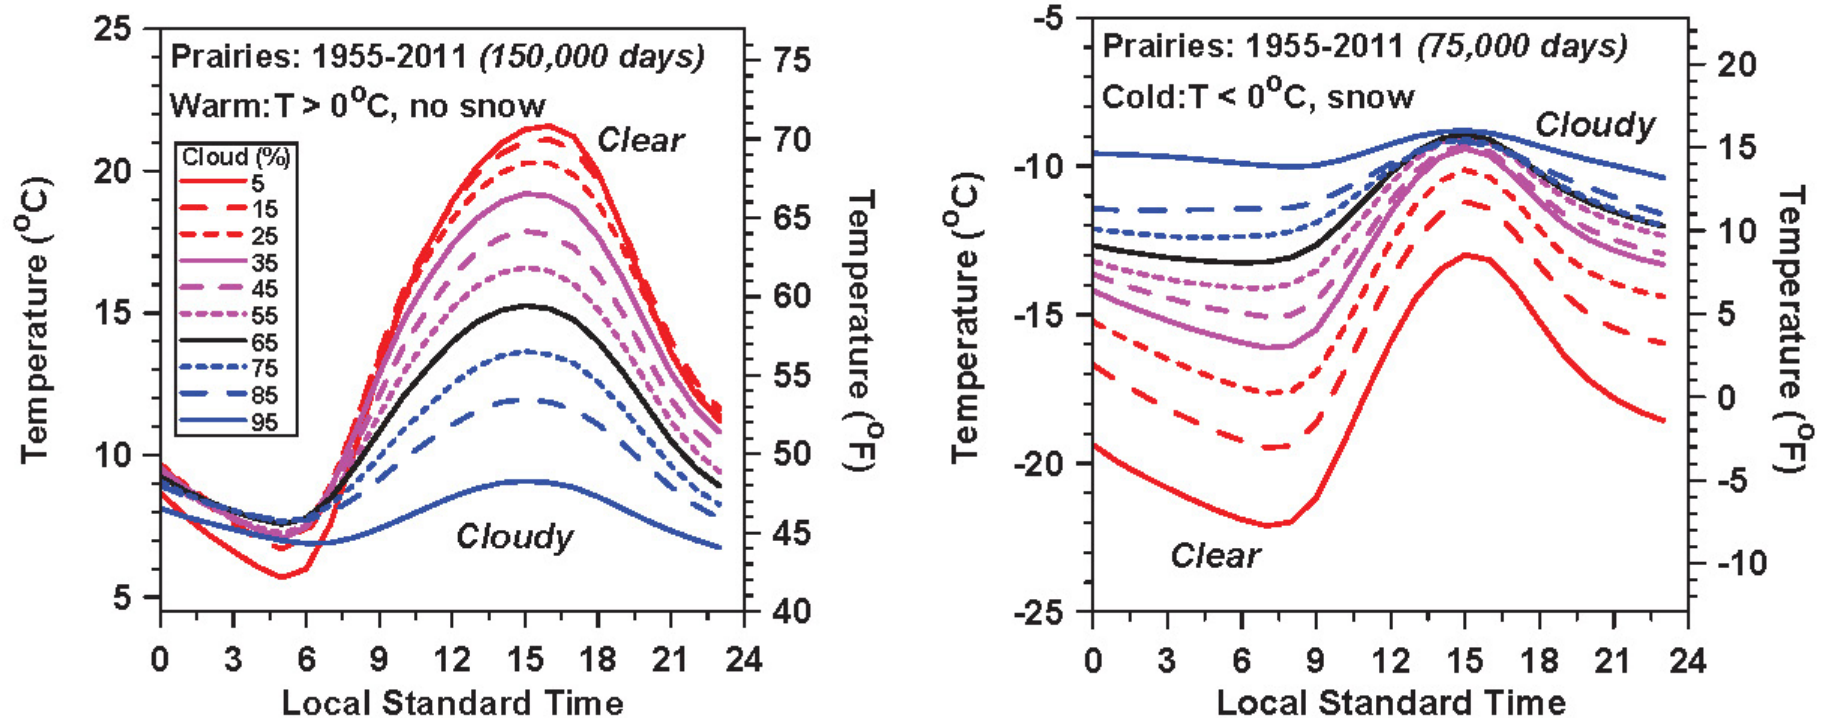 Prairies: 1955-2011 (150,000 days)
Warm:T > 0°C, no snow
Clear
Cloud (%)
5
15
25
35
45
55
65
75
85
95
Cloudy
25
20
15
10
5
Temperature (°C)
75
70
65
60
55
50
45
40
Temperature (°F)
0 3 6 9 12 15 18 21 24
Local Standard Time
Prairies: 1955-2011 (75,000 days)
Cold:T < 0°C, snow
Cloudy
Clear
-5
-10
-15
-20
-25
Temperature (°C)
20
15
10
5
0
-5
-10
Temperature (°F)
0 3 6 9 12 15 18 21 24
Local Standard Time